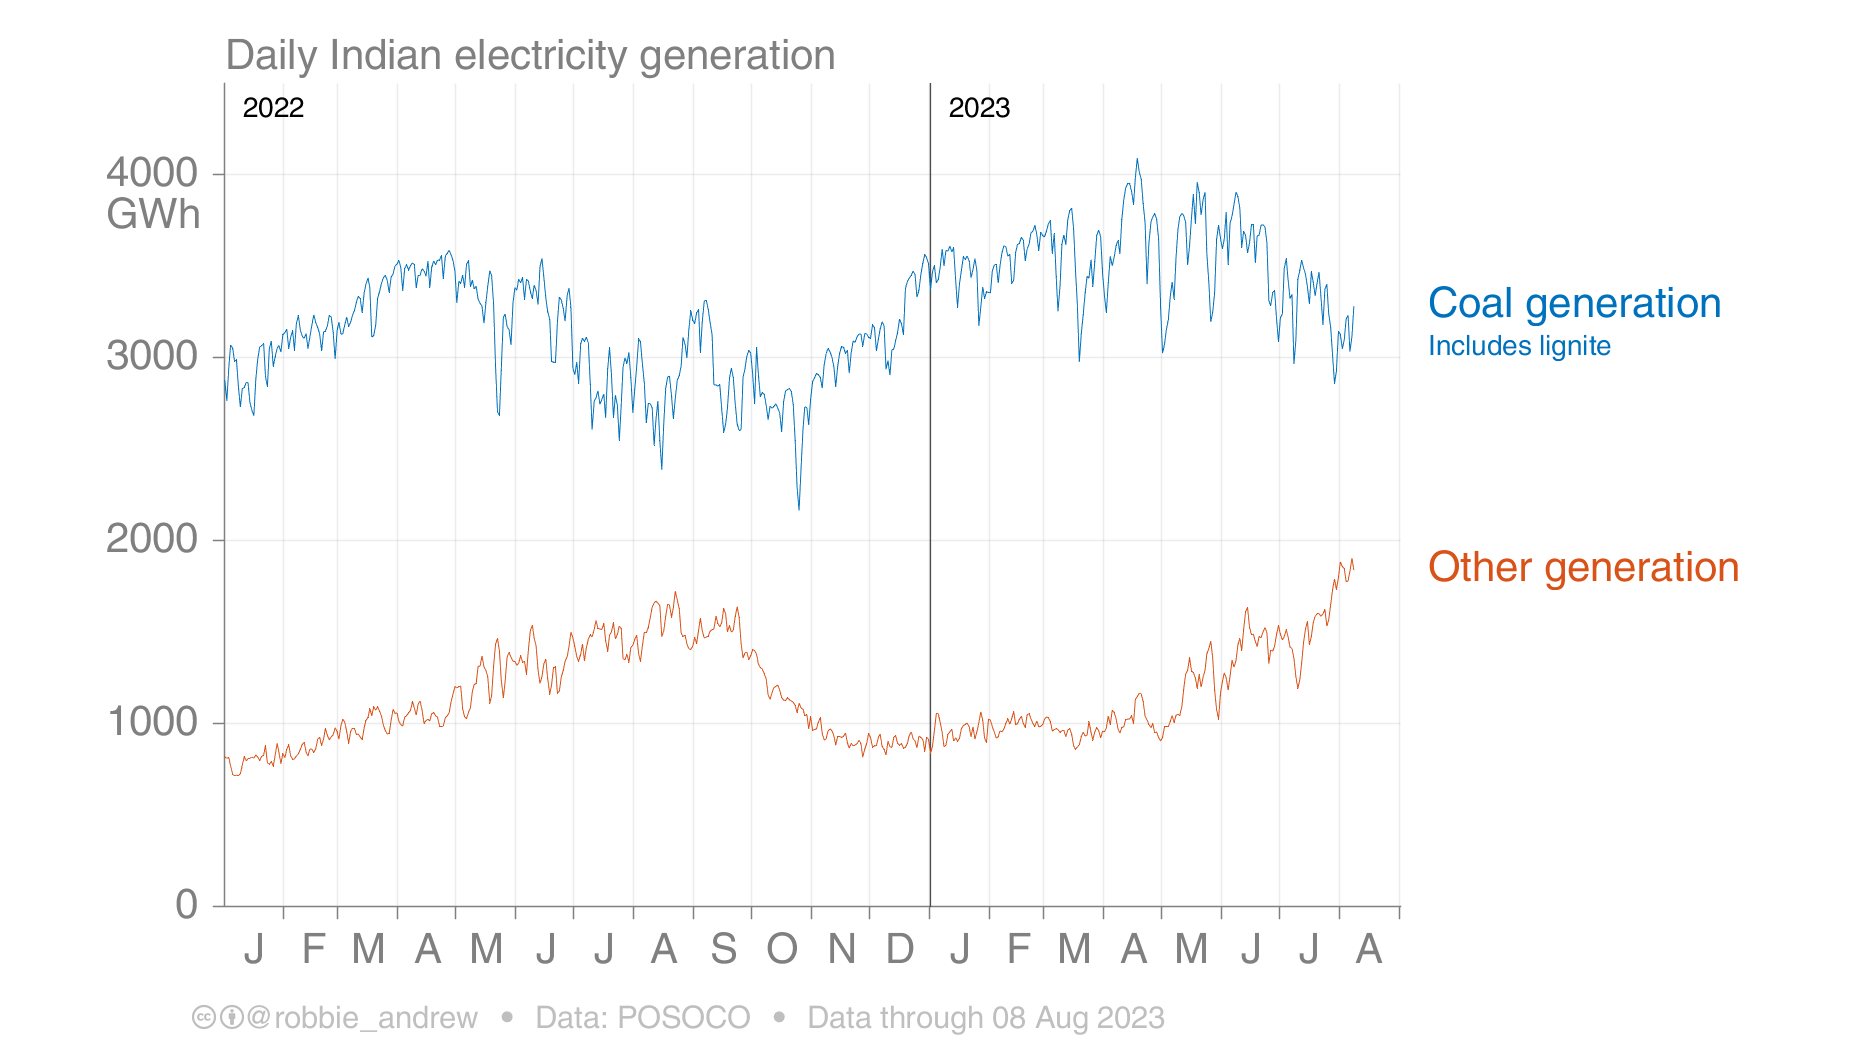 Daily Indian electricity generation
2022
2023
4000
GWh
3000
2000
1000
0
Coal generation
Includes lignite
Other generation
J F M A M J J A S O N D J F M A M J J A
cc @robbie_andrew • Data: POSOCO • Data through 08 Aug 2023